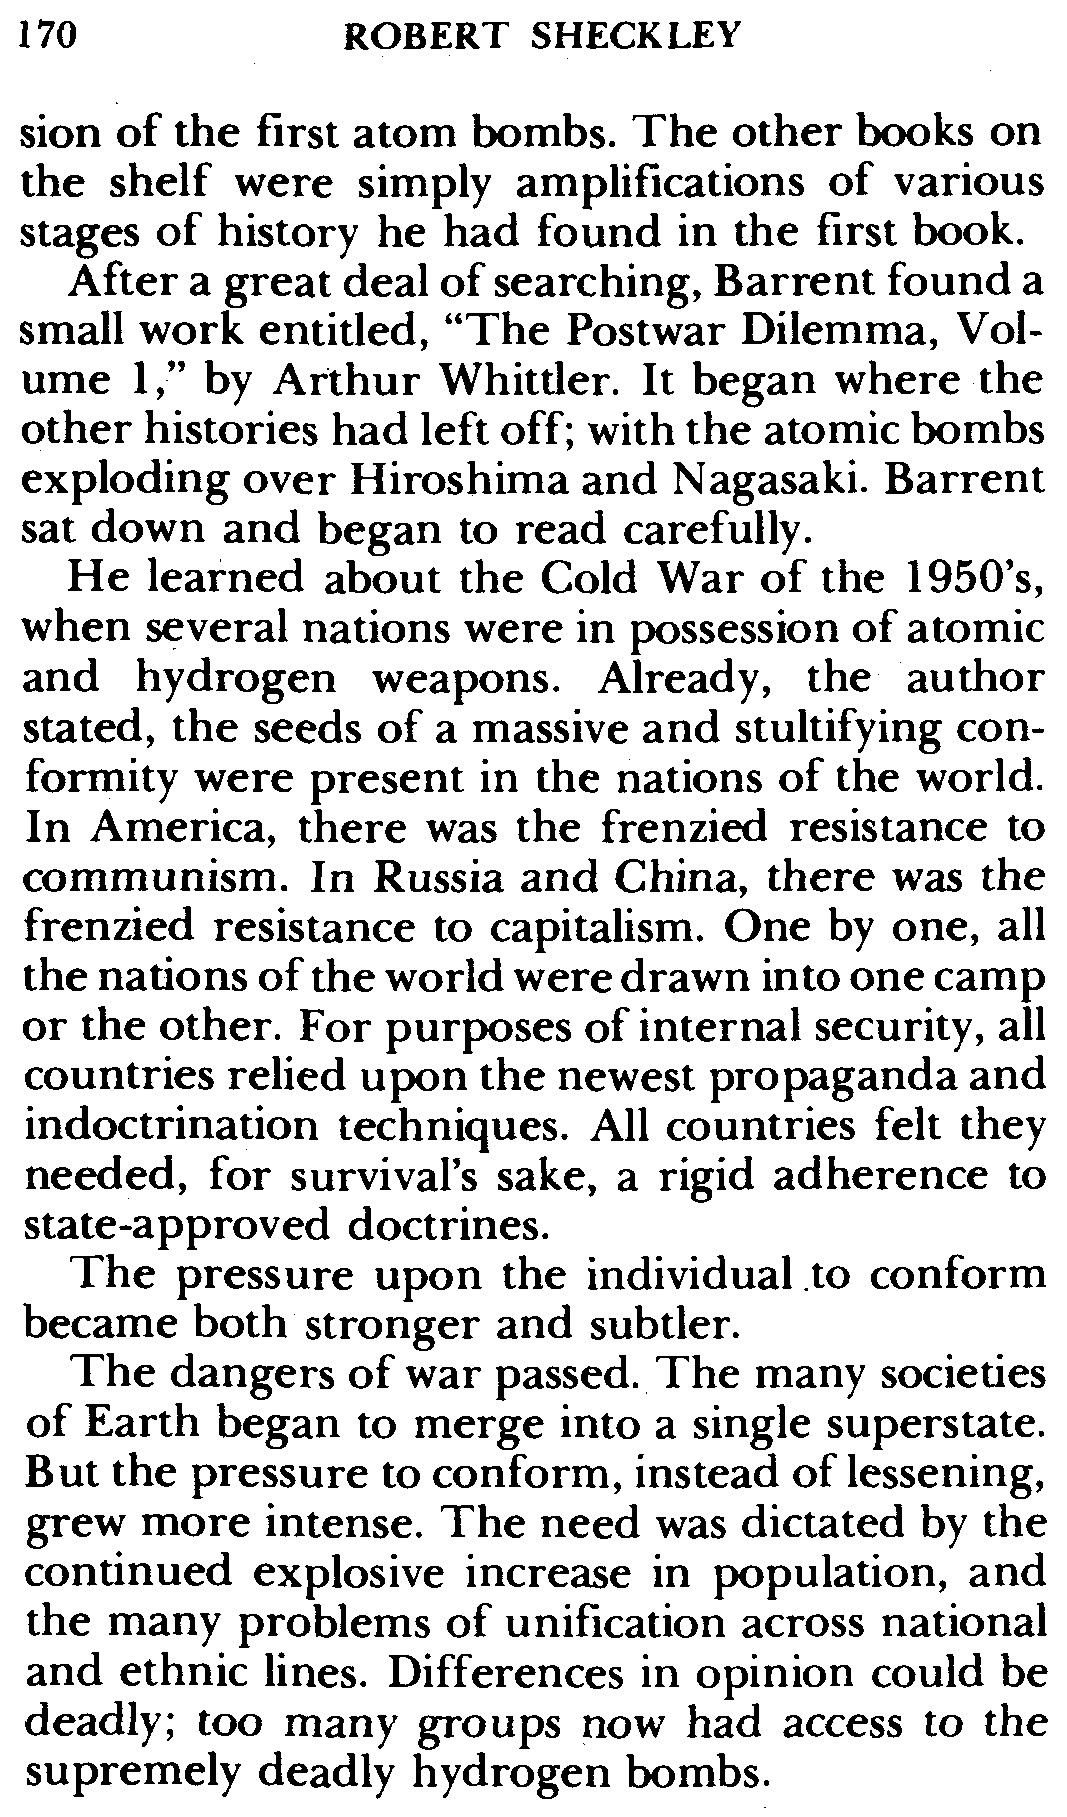 170 ROBERT SHECKLEY
sion of the first atom bombs. The other books on
the shelf were simply amplifications of various
stages of history he had found in the first book.
After a great deal of searching, Barrent found a
small work entitled, “The Postwar Dilemma, Vol-
ume 1,” by Arthur Whittler. It began where the
other histories had left off; with the atomic bombs
exploding over Hiroshima and Nagasaki. Barrent
sat down and began to read carefully.
He learned about the Cold War of the 1950’s,
when several nations were in possession of atomic
and hydrogen weapons. Already, the author
stated, the seeds of a massive and stultifying con-
formity were present in the nations of the world.
In America, there was the frenzied resistance to
communism. In Russia and China, there was the
frenzied resistance to capitalism. One by one, all
the nations of the world were drawn into one camp
or the other. For purposes of internal security, all
countries relied upon the newest propaganda and
indoctrination techniques. All countries felt they
needed, for survival’s sake, a rigid adherence to
state-approved doctrines.
The pressure upon the individual to conform
became both stronger and subtler.
The dangers of war passed. The many societies
of Earth began to merge into a single superstate.
But the pressure to conform, instead of lessening,
grew more intense. The need was dictated by the
continued explosive increase in population, and
the many problems of unification across national
and ethnic lines. Differences in opinion could be
deadly; too many groups now had access to the
supremely deadly hydrogen bombs.